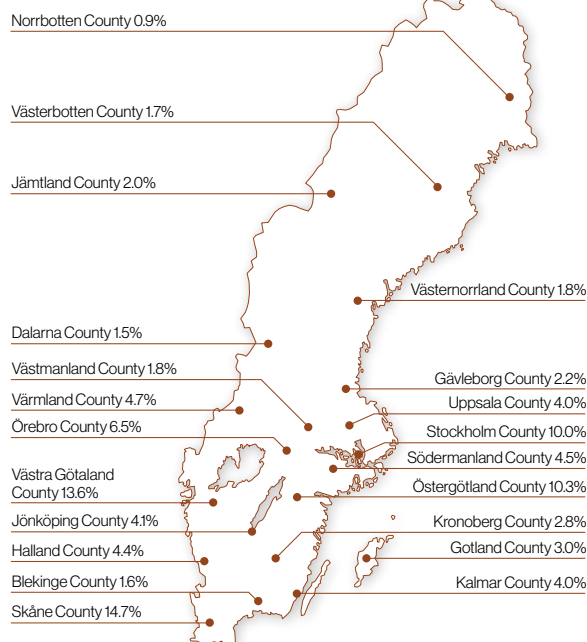 Norrbotten County 0.9%
Västerbotten County 1.7%
Jämtland County 2.0%
Västernorrland County 1.8%
Dalarna County 1.5%
Västmanland County 1.8%
Gävleborg County 2.2%
Värmland County 4.7%
Uppsala County 4.0%
Örebro County 6.5%
Stockholm County 10.0%
Södermanland County 4.5%
Västra Götaland
County 13.6%
Östergötland County 10.3%
Jönköping County 4.1%
Kronoberg County 2.8%
Halland County 4.4%
Gotland County 3.0%
Blekinge County 1.6%
Kalmar County 4.0%
Skåne County 14.7%